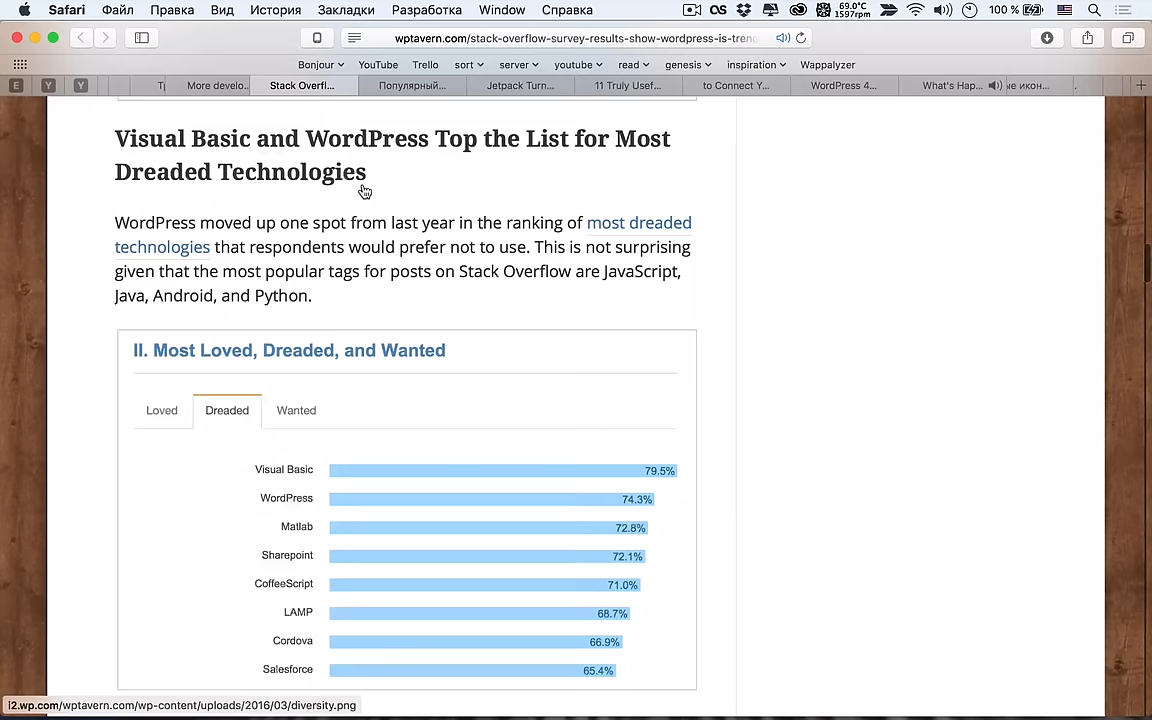 Safari Файл Правка Вид История Закладки Разработка Window Справка
69.0°C
1597rpm
100 %
wptavern.com/stack-overflow-survey-results-show-wordpress-is-trend
Bonjour YouTube Trello sort server youtube read genesis inspiration Wappalyzer
E Y Y More develo... Stack Overfl... Популярный... Jetpack Turn... 11 Truly Usef... to Connect Y... WordPress 4... What's Hap...
Visual Basic and WordPress Top the List for Most
Dreaded Technologies
WordPress moved up one spot from last year in the ranking of most dreaded
technologies that respondents would prefer not to use. This is not surprising
given that the most popular tags for posts on Stack Overflow are JavaScript,
Java, Android, and Python.
II. Most Loved, Dreaded, and Wanted
Loved Dreaded Wanted
Visual Basic 79.5%
WordPress 74.3%
Matlab 72.8%
Sharepoint 72.1%
CoffeeScript 71.0%
LAMP 68.7%
Cordova 66.9%
Salesforce 65.4%
i2.wp.com/wptavern.com/wp-content/uploads/2016/03/diversity.png